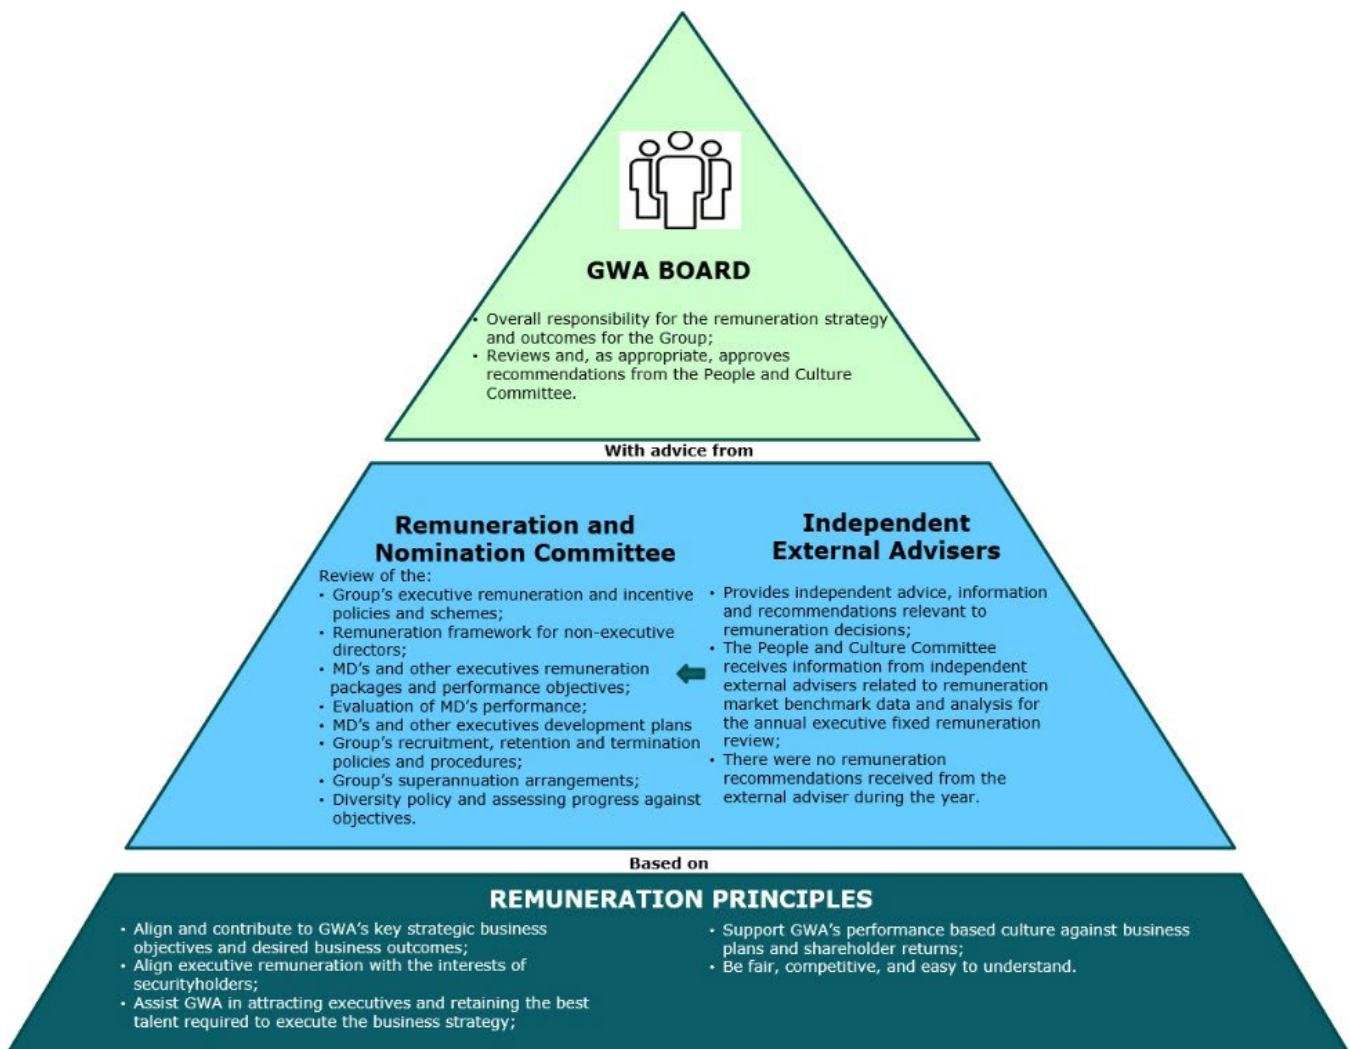 GWA BOARD
• Overall responsibility for the remuneration strategy
and outcomes for the Group;
• Reviews and, as appropriate, approves
recommendations from the People and Culture
Committee.
With advice from
Remuneration and
Nomination Committee
Review of the:
• Group's executive remuneration and incentive
policies and schemes;
• Remuneration framework for non-executive
directors;
• MD's and other executives remuneration
packages and performance objectives;
• Evaluation of MD's performance;
• MD's and other executives development plans
• Group's recruitment, retention and termination
policies and procedures;
• Group's superannuation arrangements;
• Diversity policy and assessing progress against
objectives.
Independent
External Advisers
• Provides independent advice, information
and recommendations relevant to
remuneration decisions;
• The People and Culture Committee
receives information from independent
external advisers related to remuneration
market benchmark data and analysis for
the annual executive fixed remuneration
review;
• There were no remuneration
recommendations received from the
external adviser during the year.
Based on
REMUNERATION PRINCIPLES
• Align and contribute to GWA's key strategic business
objectives and desired business outcomes;
• Align executive remuneration with the interests of
securityholders;
• Assist GWA in attracting executives and retaining the best
talent required to execute the business strategy;
• Support GWA's performance based culture against business
plans and shareholder returns;
• Be fair, competitive, and easy to understand.